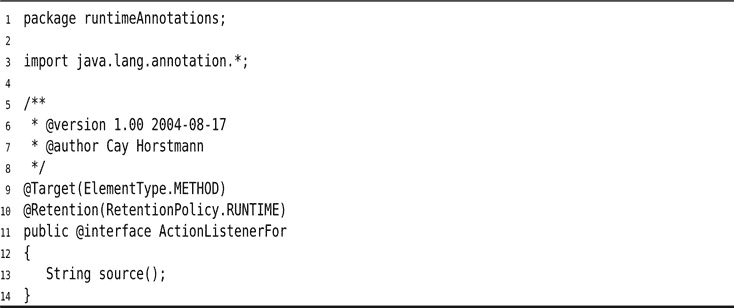 1 package runtimeAnnotations;
2
3 import java.lang.annotation.*;
4
5 /**
6 * @version 1.00 2004-08-17
7 * @author Cay Horstmann
8 */
9 @Target(ElementType.METHOD)
10 @Retention(RetentionPolicy.RUNTIME)
11 public @interface ActionListenerFor
12 {
13 String source();
14 }